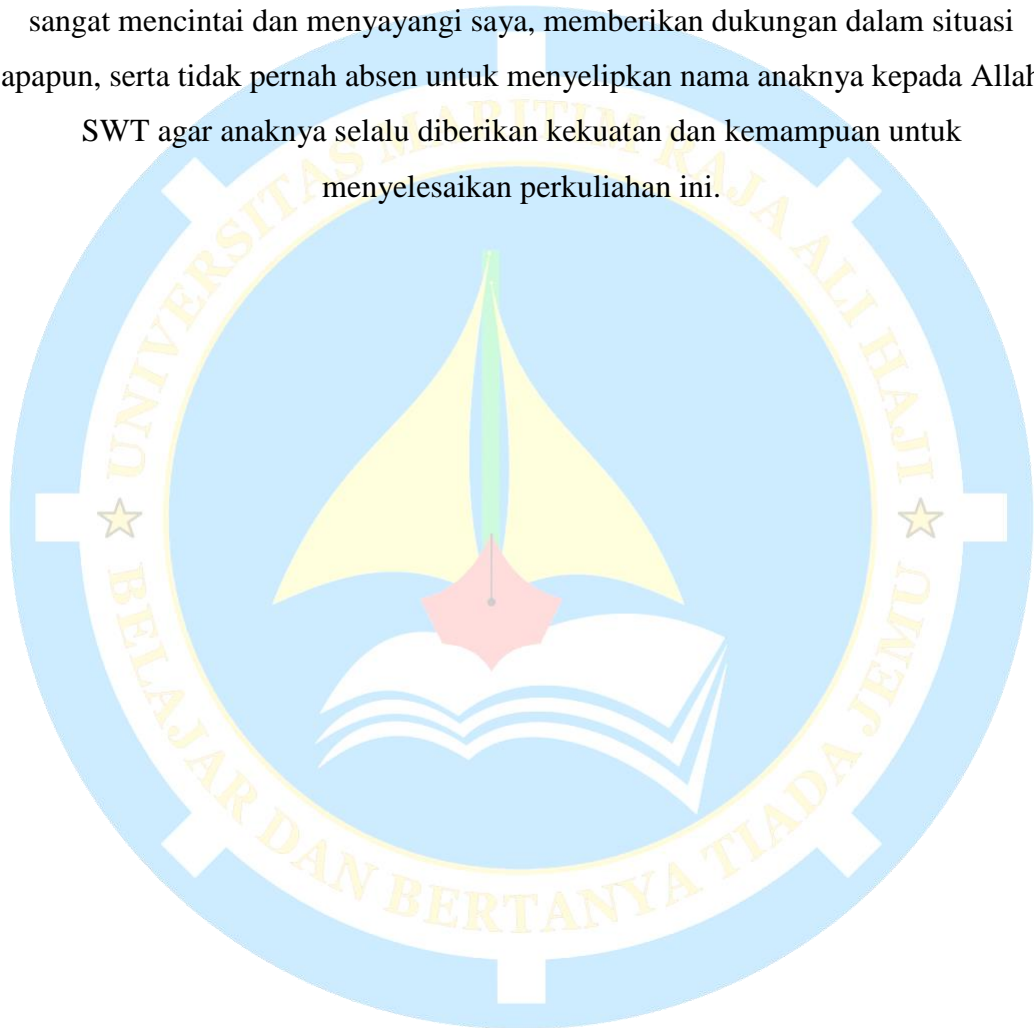 sangat mencintai dan menyayangi saya, memberikan dukungan dalam situasi
apapun, serta tidak pernah absen untuk menyelipkan nama anaknya kepada Allah
SWT agar anaknya selalu diberikan kekuatan dan kemampuan untuk
menyelesaikan perkuliahan ini.
UNIVERSITAS MARITIM RAJA ALI HAJI
BELAJAR DAN BERTANYA TIADA JEMU